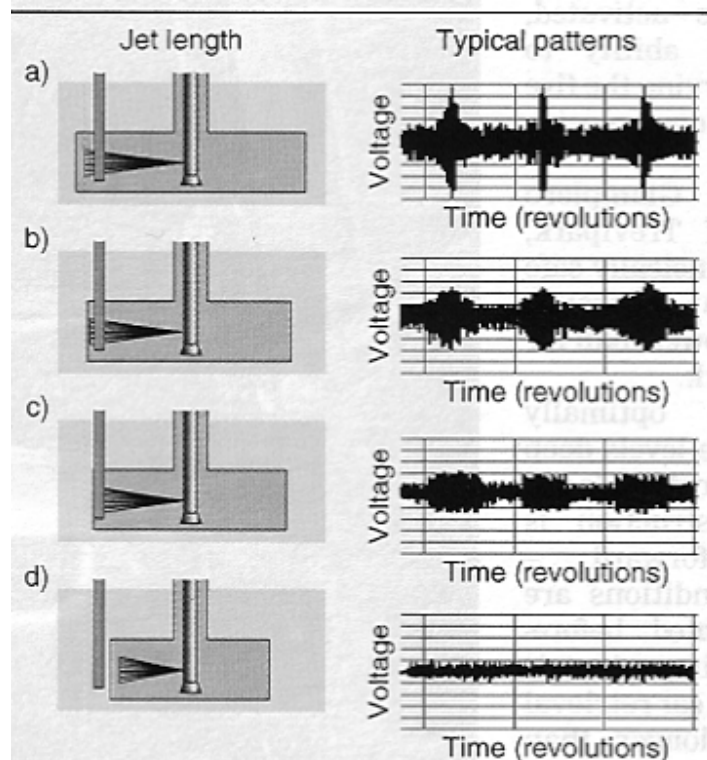 Jet length
Typical patterns
a)
Voltage
Time (revolutions)
b)
Voltage
Time (revolutions)
c)
Voltage
Time (revolutions)
d)
Voltage
Time (revolutions)